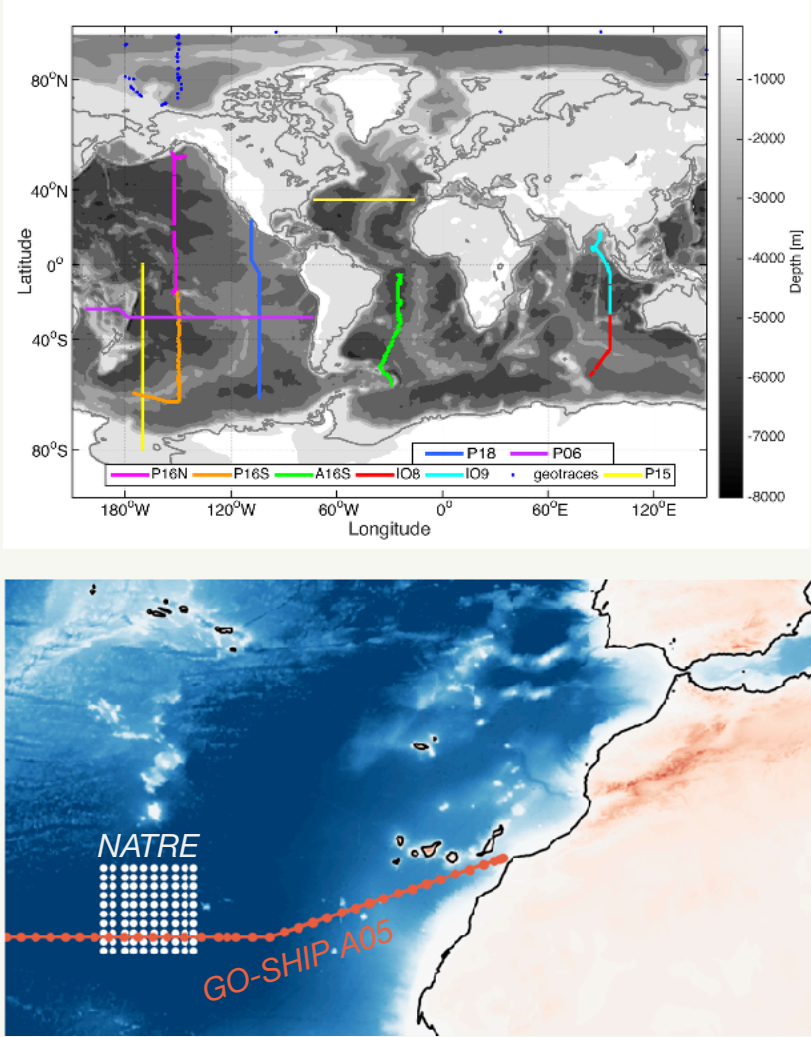 80°N
40°N
0°
40°S
80°S
Latitude
180°W 120°W 60°W 0° 60°E 120°E
Longitude
-1000
-2000
-3000
-4000
-5000
-6000
-7000
-8000
Depth [m]
P18 P06
P16N P16S A16S IO8 IO9 geotraces P15
NATRE
GO-SHIP A05